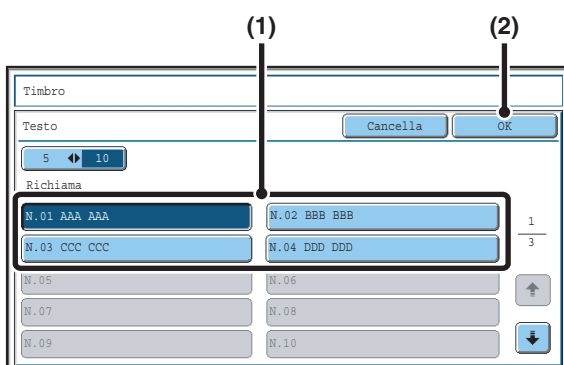 (1) (2)
Timbro
Testo Cancella OK
5 10
Richiama
N.01 AAA AAA N.02 BBB BBB 1
N.03 CCC CCC N.04 DDD DDD 3
N.05 N.06
N.07 N.08
N.09 N.10